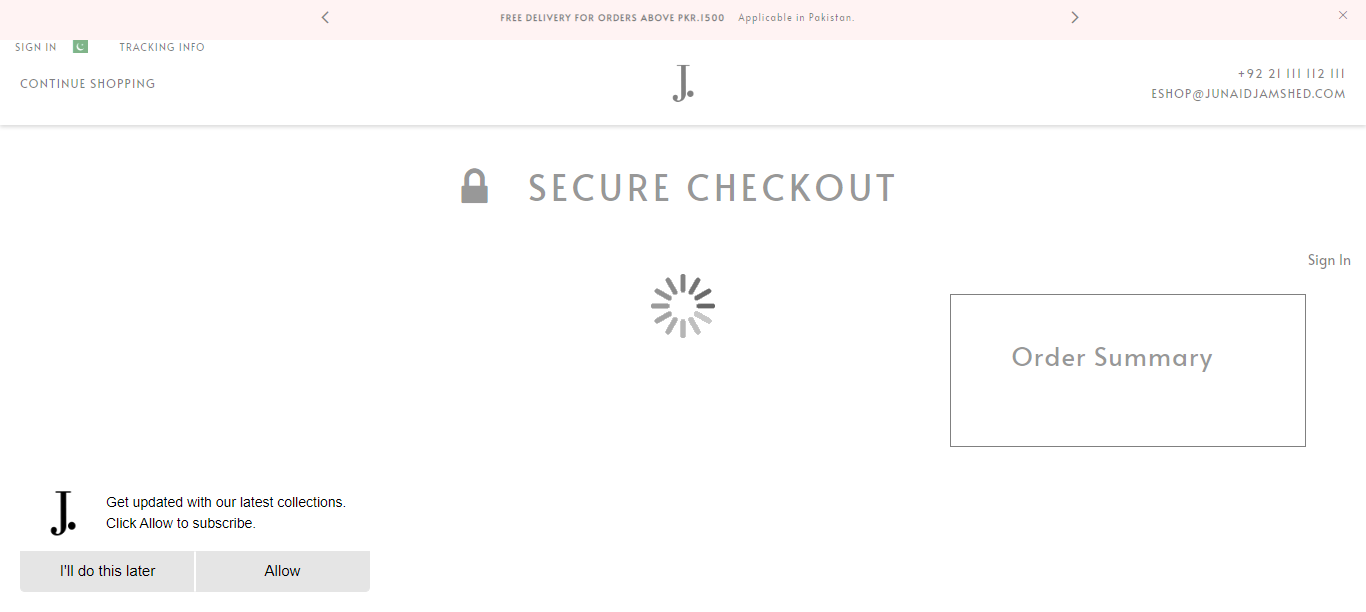 FREE DELIVERY FOR ORDERS ABOVE PKR.1500 Applicable in Pakistan.
SIGN IN TRACKING INFO
CONTINUE SHOPPING
J.
+92 21 111 112 111
ESHOP@JUNAIDJAMSHED.COM
SECURE CHECKOUT
Sign In
Order Summary
J.
Get updated with our latest collections.
Click Allow to subscribe.
I'll do this later Allow